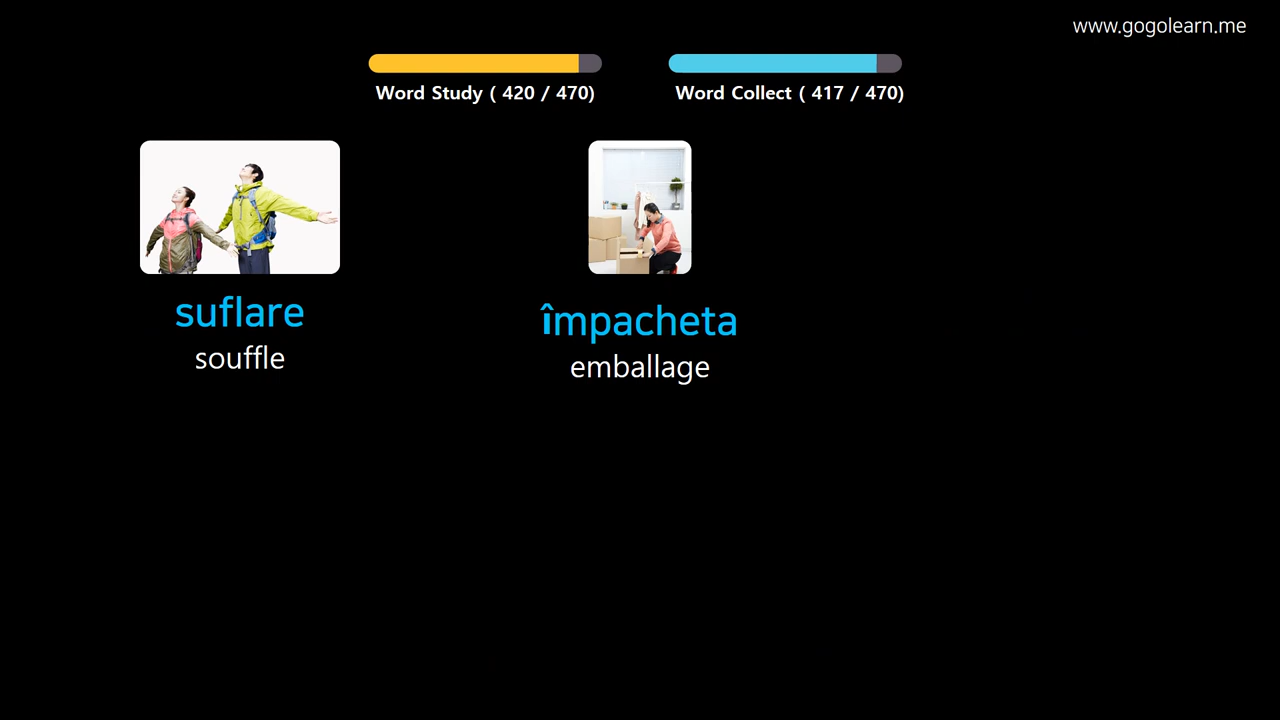 www.gogolearn.me
Word Study ( 420 / 470)
Word Collect ( 417 / 470)
suflare
souffle
împacheta
emballage